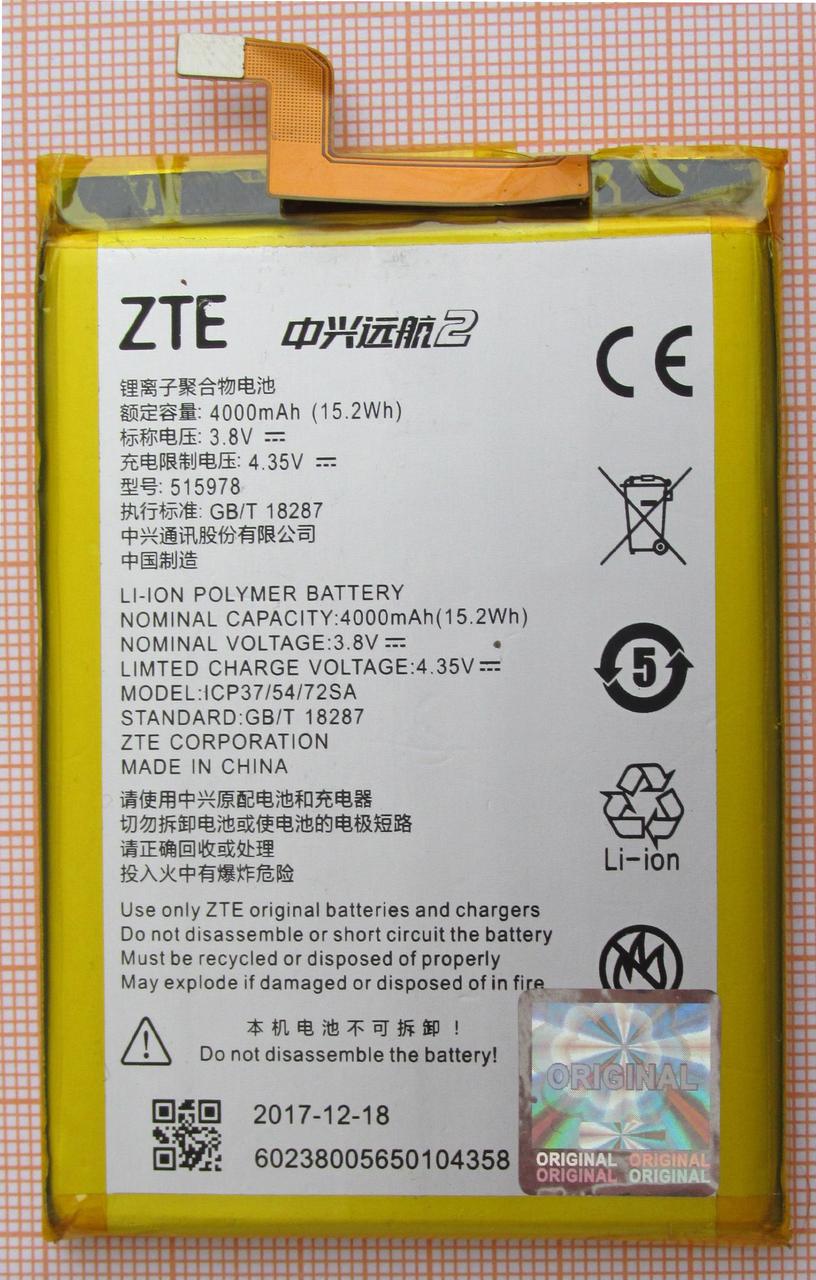 ZTE 中兴远航2
CE
锂离子聚合物电池
额定容量: 4000mAh (15.2Wh)
标称电压: 3.8V ⎓
充电限制电压: 4.35V ⎓
型号: 515978
执行标准: GB/T 18287
中兴通讯股份有限公司
中国制造
LI-ION POLYMER BATTERY
NOMINAL CAPACITY:4000mAh(15.2Wh)
NOMINAL VOLTAGE:3.8V ⎓
LIMTED CHARGE VOLTAGE:4.35V ⎓
MODEL:ICP37/54/72SA
STANDARD:GB/T 18287
ZTE CORPORATION
MADE IN CHINA
5
Li-ion
请使用中兴原配电池和充电器
切勿拆卸电池或使电池的电极短路
请正确回收或处理
投入火中有爆炸危险
Use only ZTE original batteries and chargers
Do not disassemble or short circuit the battery
Must be recycled or disposed of properly
May explode if damaged or disposed of in fire
本机电池不可拆卸！
Do not disassemble the battery!
2017-12-18
60238005650104358
ORIGINAL
ORIGINAL ORIGINAL
ORIGINAL ORIGINAL